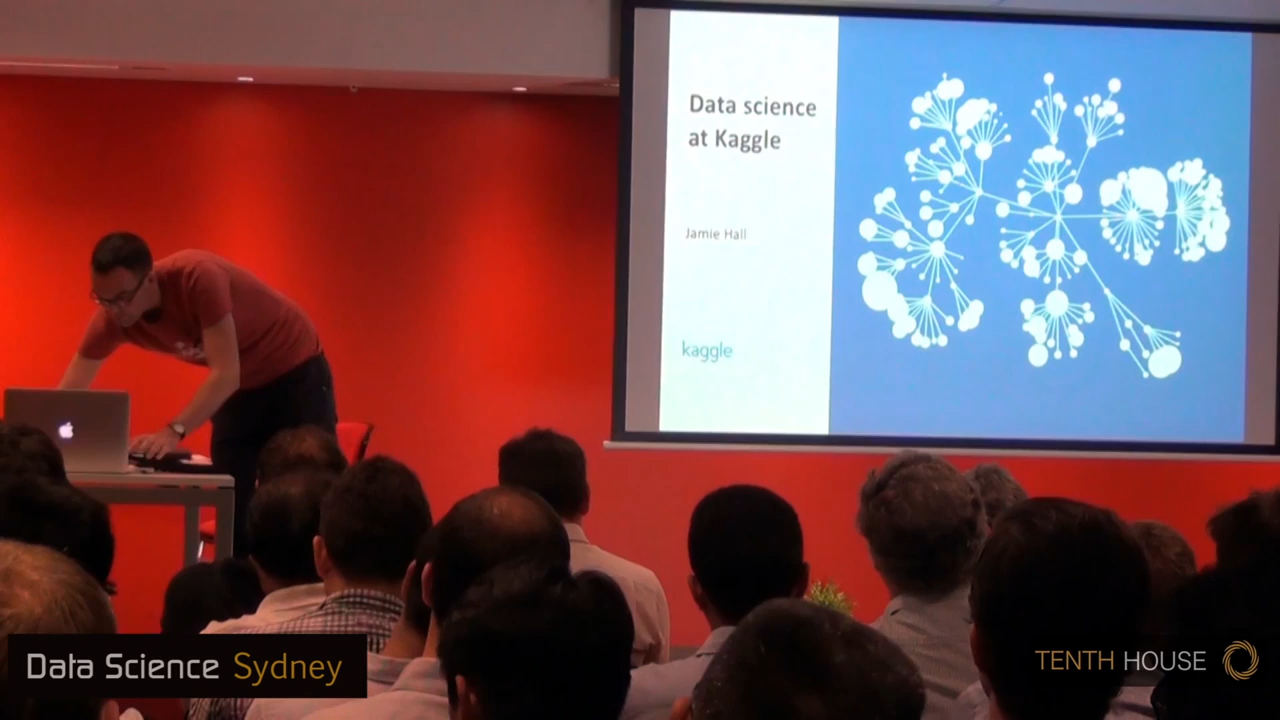 Data science
at Kaggle
Jamie Hall
kaggle
Data Science Sydney
TENTH HOUSE